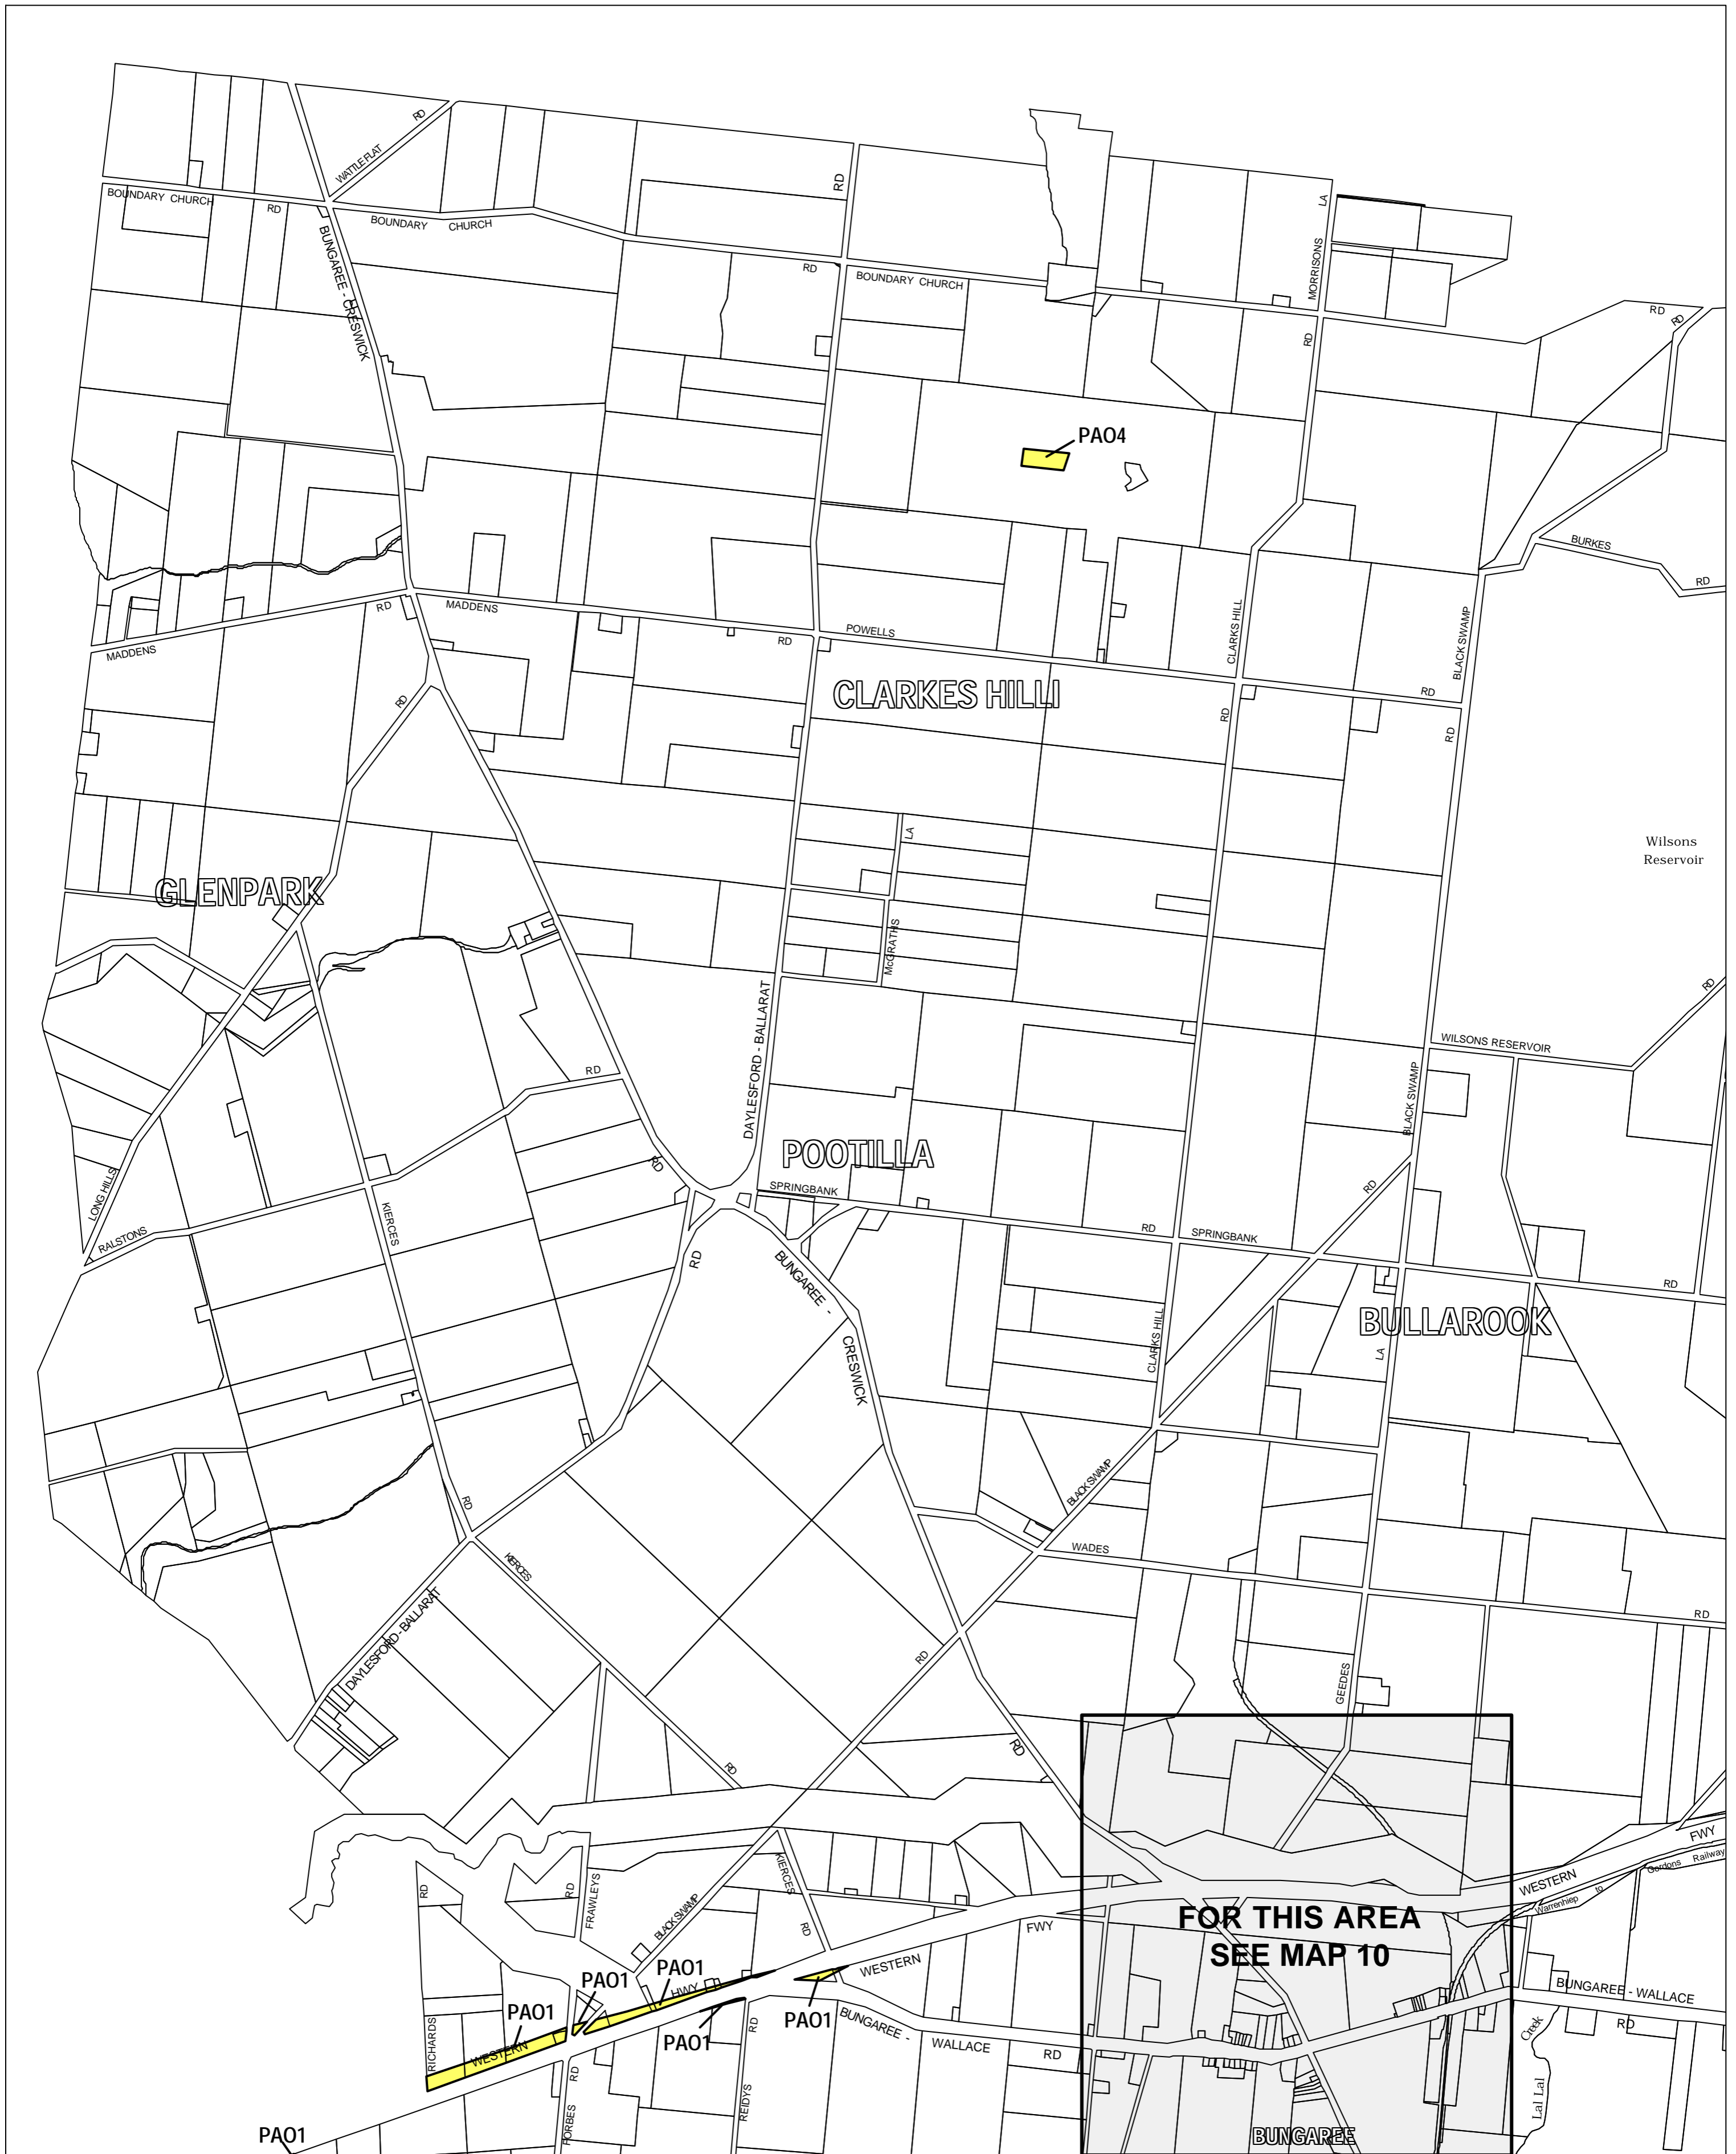 WATTLE FLAT
RD
BOUNDARY CHURCH
RD
BOUNDARY CHURCH
RD
RD
BOUNDARY CHURCH
BUNGAREE - CRESWICK
LA
MORRISONS
RD
RD
RD
PAO4
BURKES
RD
MADDENS
RD
MADDENS
RD
POWELLS
CLARKS HILL
BLACK SWAMP
RD
RD
CLARKES HILLI
RD
RD
Wilsons
Reservoir
LA
McGRATHS
GLENPARK
RD
WILSONS RESERVOIR
DAYLESFORD - BALLARAT
BLACK SWAMP
RD
RD
POOTILLA
SPRINGBANK
RD
SPRINGBANK
RD
RD
LONG HILLS
RALSTONS
KIERCES
RD
BUNGAREE -
CRESWICK
CLARKS HILL
BULLAROOK
LA
BLACK SWAMP
RD
KIERCES
WADES
RD
DAYLESFORD - BALLARAT
RD
GEEDES
RD
RD
FWY
Gordons Railway
WESTERN
Warrenhiep to
RD
RD
FRAWLEYS
BLACK SWAMP
KIERCES
RD
FWY
WESTERN
FOR THIS AREA
SEE MAP 10
PAO1
PAO1
HWY
PAO1
PAO1
PAO1
RICHARDS
WESTERN
RD
BUNGAREE -
WALLACE
RD
BUNGAREE - WALLACE
RD
Creek
Lal Lal
RD
FORBES
REIDYS
PAO1
BUNGAREE